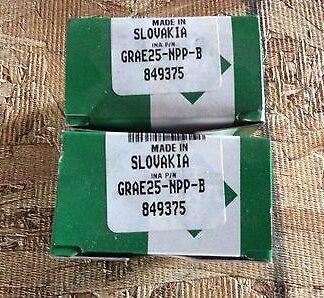 MADE IN
SLOVAKIA
INA P/N
GRAE25-NPP-B
849375
MADE IN
SLOVAKIA
INA P/N
GRAE25-NPP-B
849375